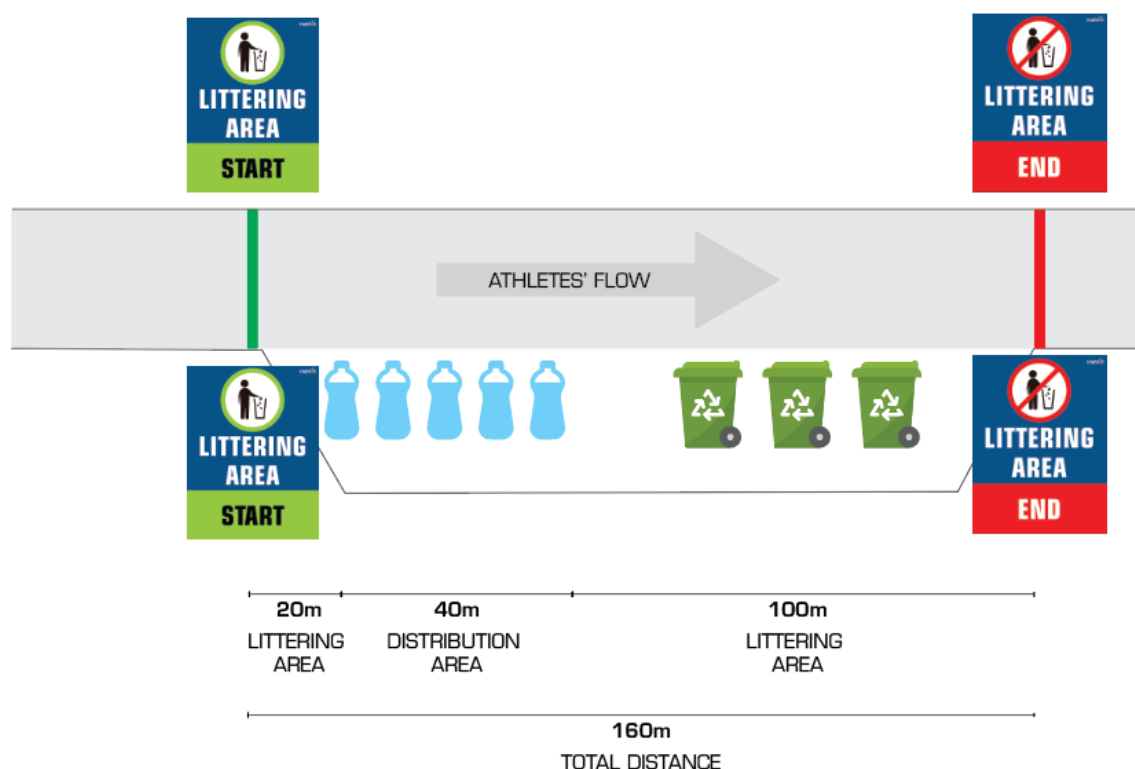 LITTERING
AREA
START
LITTERING
AREA
END
ATHLETES' FLOW
LITTERING
AREA
START
LITTERING
AREA
END
20m
LITTERING
AREA
40m
DISTRIBUTION
AREA
100m
LITTERING
AREA
160m
TOTAL DISTANCE